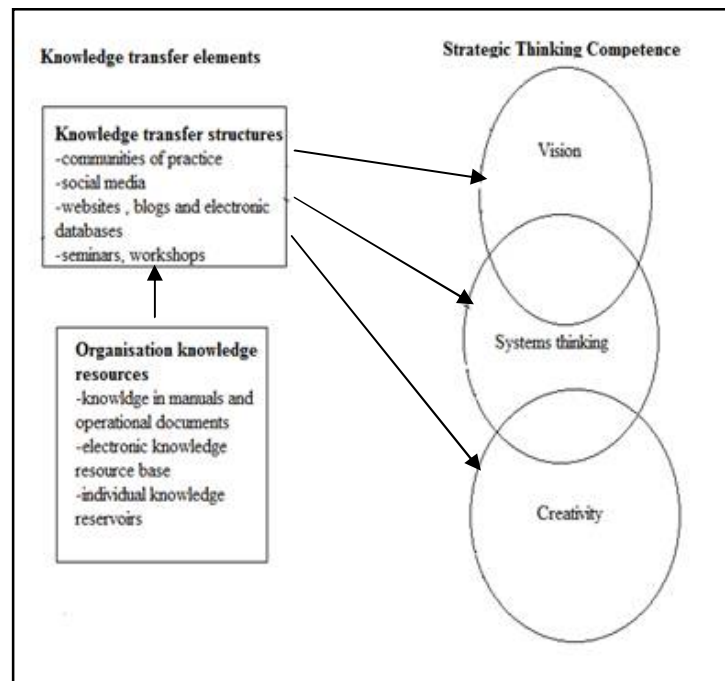 Knowledge transfer elements
Strategic Thinking Competence
Knowledge transfer structures
-communities of practice
-social media
-websites , blogs and electronic
databases
-seminars, workshops
Organisation knowledge
resources
-knowldge in manuals and
operational documents
-electronic knowledge
resource base
-individual knowledge
reservoirs
Vision
Systems thinking
Creativity